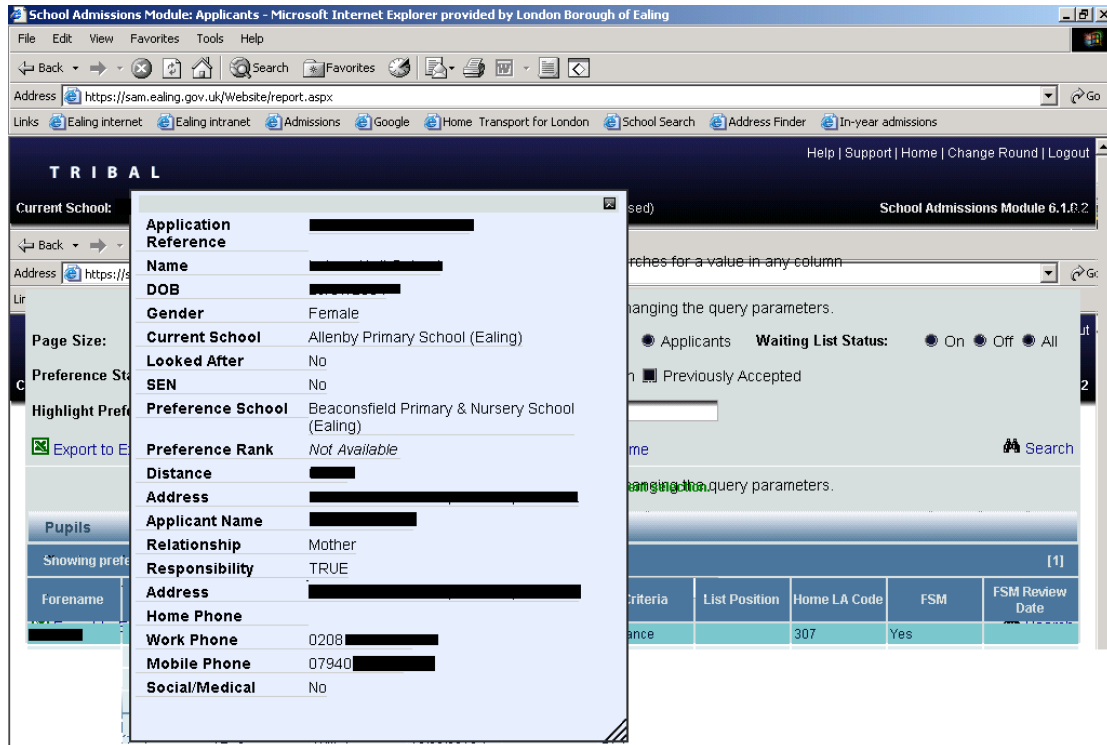 School Admissions Module: Applicants - Microsoft Internet Explorer provided by London Borough of Ealing
File Edit View Favorites Tools Help
Back Search Favorites
Address https://sam.ealing.gov.uk/Website/report.aspx Go
Links Ealing internet Ealing intranet Admissions Google Home Transport for London School Search Address Finder In-year admissions
Help | Support | Home | Change Round | Logout
TRIBAL
Current School: sed) School Admissions Module 6.1.
Back
Address https://s
rches for a value in any column
hanging the query parameters.
Page Size: Applicants Waiting List Status: On Off All
Preference Sta Previously Accepted
Highlight Pref
Export to E me Search
the query parameters.
Pupils
Showing prefe [1]
Forename Criteria List Position Home LA Code FSM FSM Review Date
ance 307 Yes
Application Reference
Name
DOB
Gender Female
Current School Allenby Primary School (Ealing)
Looked After No
SEN No
Preference School Beaconsfield Primary & Nursery School
(Ealing)
Preference Rank Not Available
Distance
Address
Applicant Name
Relationship Mother
Responsibility TRUE
Address
Home Phone
Work Phone 0208
Mobile Phone 07940
Social/Medical No